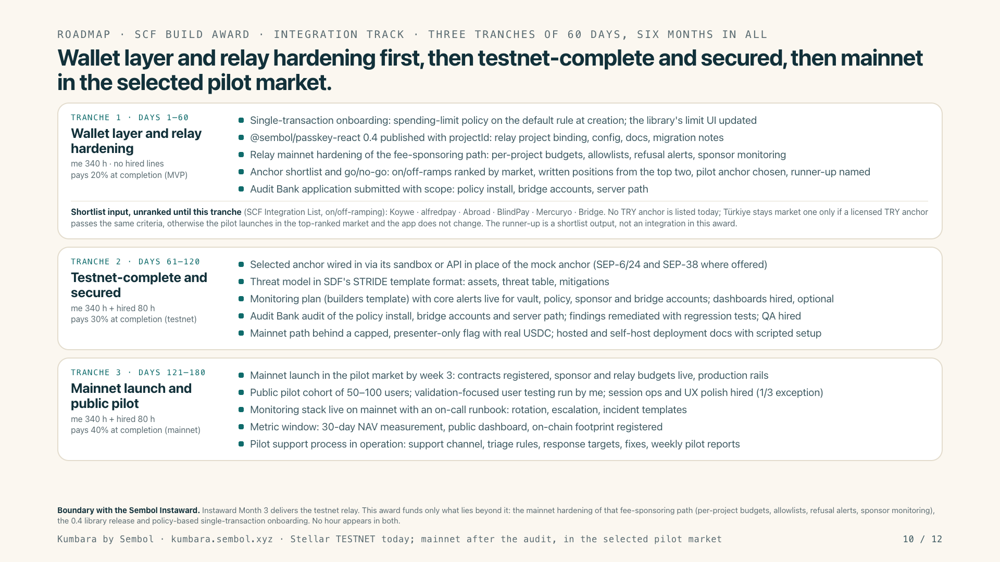 ROADMAP · SCF BUILD AWARD · INTEGRATION TRACK · THREE TRANCHES OF 60 DAYS, SIX MONTHS IN ALL
Wallet layer and relay hardening first, then testnet-complete and secured, then mainnet
in the selected pilot market.
TRANCHE 1 · DAYS 1–60
Wallet layer and relay
hardening
me 340 h · no hired lines
pays 20% at completion (MVP)
Single-transaction onboarding: spending-limit policy on the default rule at creation; the library's limit UI updated
@sembol/passkey-react 0.4 published with projectId: relay project binding, config, docs, migration notes
Relay mainnet hardening of the fee-sponsoring path: per-project budgets, allowlists, refusal alerts, sponsor monitoring
Anchor shortlist and go/no-go: on/off-ramps ranked by market, written positions from the top two, pilot anchor chosen, runner-up named
Audit Bank application submitted with scope: policy install, bridge accounts, server path
Shortlist input, unranked until this tranche (SCF Integration List, on/off-ramping): Koywe · alfredpay · Abroad · BlindPay · Mercuryo · Bridge. No TRY anchor is listed today; Türkiye stays market one only if a licensed TRY anchor
passes the same criteria, otherwise the pilot launches in the top-ranked market and the app does not change. The runner-up is a shortlist output, not an integration in this award.
TRANCHE 2 · DAYS 61–120
Testnet-complete and
secured
me 340 h + hired 80 h
pays 30% at completion (testnet)
Selected anchor wired in via its sandbox or API in place of the mock anchor (SEP-6/24 and SEP-38 where offered)
Threat model in SDF's STRIDE template format: assets, threat table, mitigations
Monitoring plan (builders template) with core alerts live for vault, policy, sponsor and bridge accounts; dashboards hired, optional
Audit Bank audit of the policy install, bridge accounts and server path; findings remediated with regression tests; QA hired
Mainnet path behind a capped, presenter-only flag with real USDC; hosted and self-host deployment docs with scripted setup
TRANCHE 3 · DAYS 121–180
Mainnet launch and
public pilot
me 340 h + hired 80 h
pays 40% at completion (mainnet)
Mainnet launch in the pilot market by week 3: contracts registered, sponsor and relay budgets live, production rails
Public pilot cohort of 50–100 users; validation-focused user testing run by me; session ops and UX polish hired (1/3 exception)
Monitoring stack live on mainnet with an on-call runbook: rotation, escalation, incident templates
Metric window: 30-day NAV measurement, public dashboard, on-chain footprint registered
Pilot support process in operation: support channel, triage rules, response targets, fixes, weekly pilot reports
Boundary with the Sembol Instaward. Instaward Month 3 delivers the testnet relay. This award funds only what lies beyond it: the mainnet hardening of that fee-sponsoring path (per-project budgets, allowlists, refusal alerts, sponsor monitoring),
the 0.4 library release and policy-based single-transaction onboarding. No hour appears in both.
Kumbara by Sembol · kumbara.sembol.xyz · Stellar TESTNET today; mainnet after the audit, in the selected pilot market
10 / 12